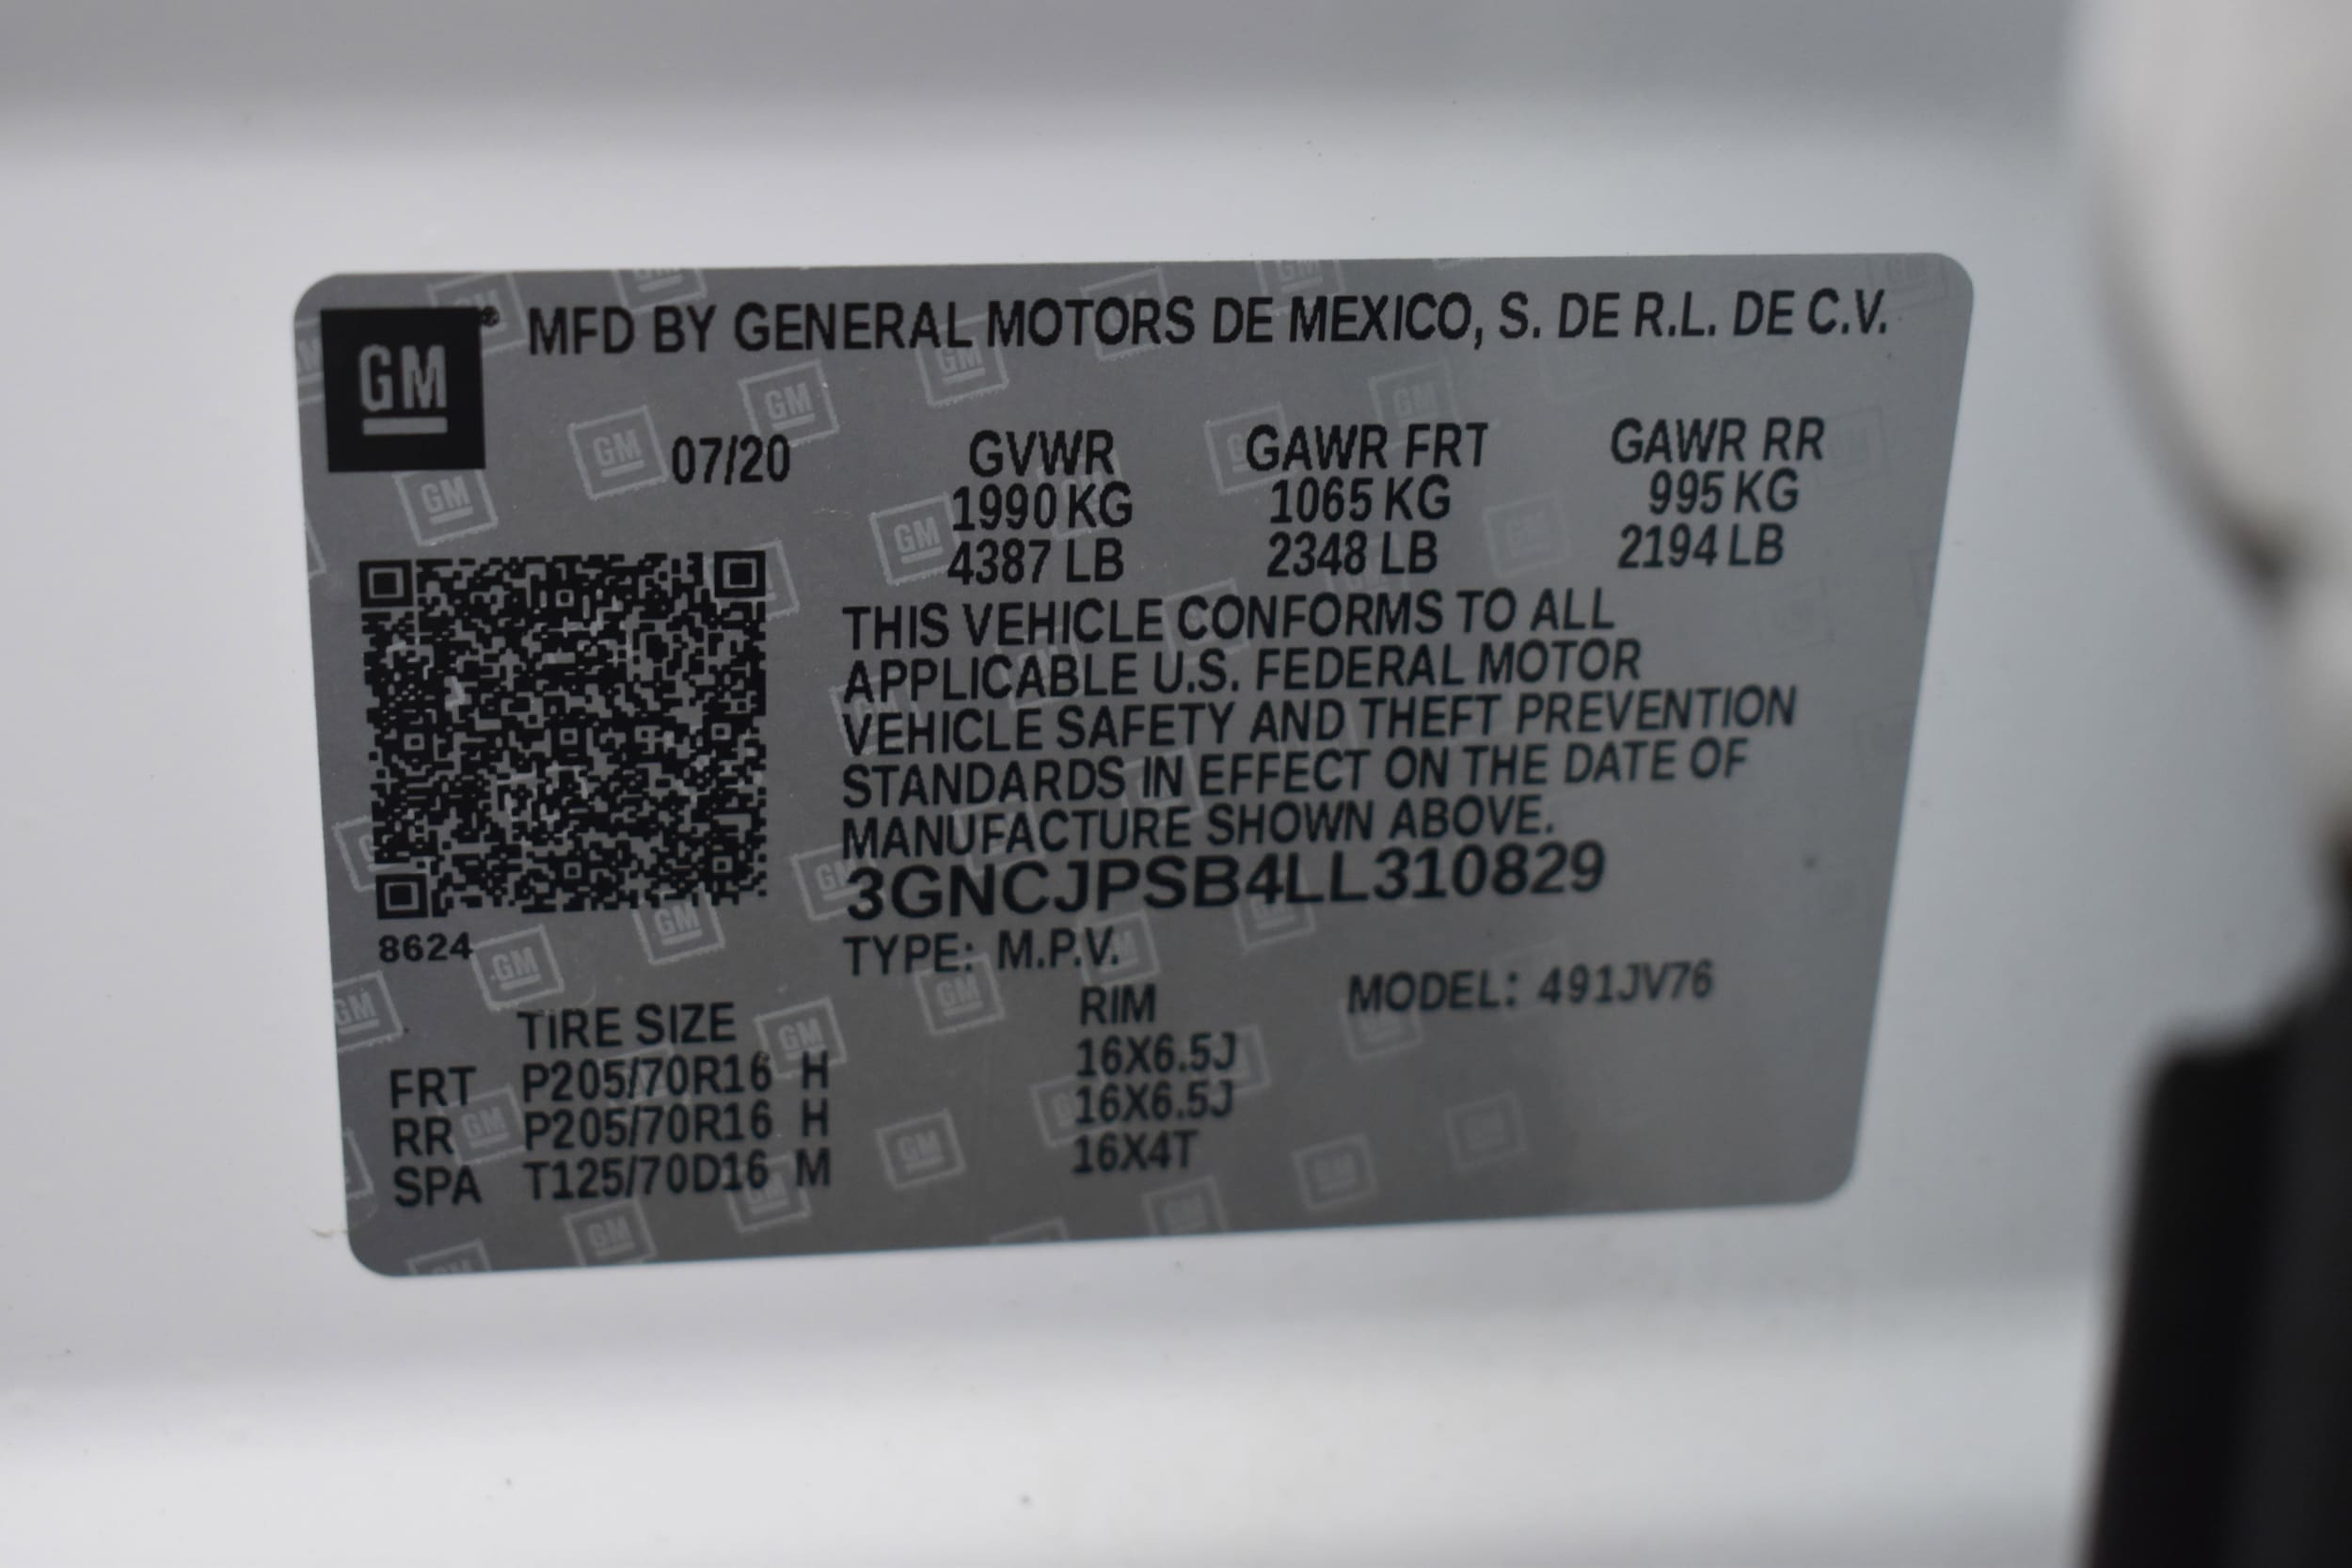 GM
MFD BY GENERAL MOTORS DE MEXICO, S. DE R.L. DE C.V.
07/20 GVWR GAWR FRT GAWR RR
1990 KG 1065 KG 995 KG
4387 LB 2348 LB 2194 LB
THIS VEHICLE CONFORMS TO ALL
APPLICABLE U.S. FEDERAL MOTOR
VEHICLE SAFETY AND THEFT PREVENTION
STANDARDS IN EFFECT ON THE DATE OF
MANUFACTURE SHOWN ABOVE.
3GNCJPSB4LL310829
8624
TYPE: M.P.V.
MODEL: 491JV76
TIRE SIZE RIM
FRT P205/70R16 H 16X6.5J
RR P205/70R16 H 16X6.5J
SPA T125/70D16 M 16X4T